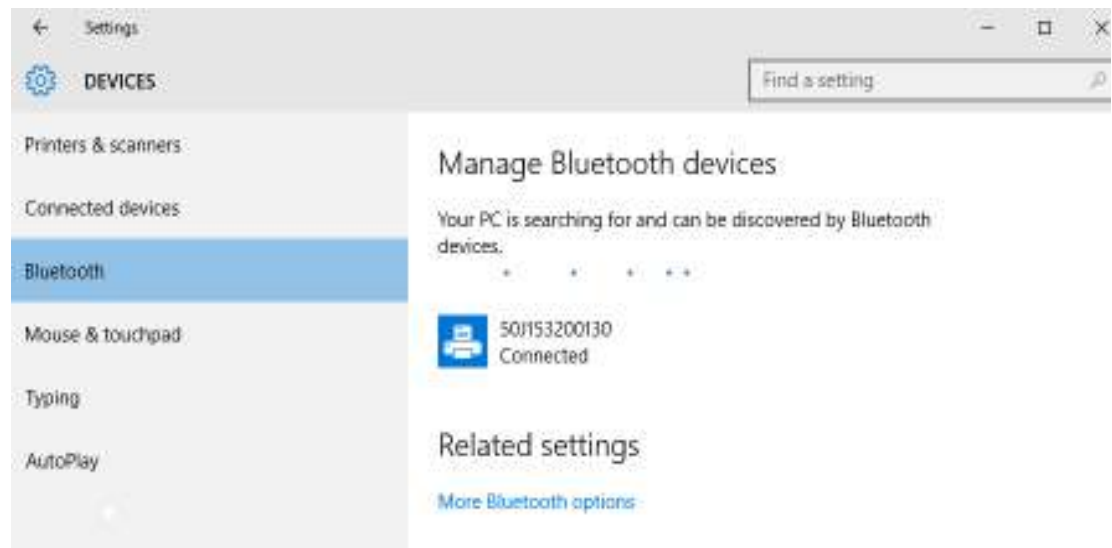 Settings
DEVICES
Find a setting
Printers & scanners
Connected devices
Bluetooth
Mouse & touchpad
Typing
AutoPlay
Manage Bluetooth devices
Your PC is searching for and can be discovered by Bluetooth
devices.
50J153200130
Connected
Related settings
More Bluetooth options